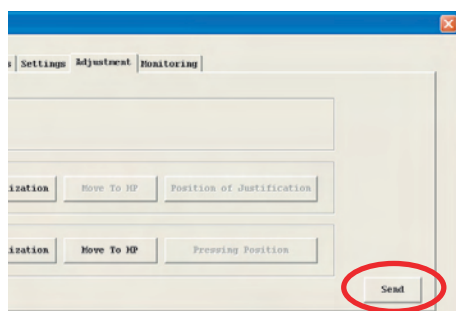 s Settings Adjustment Monitoring
ization Move To HP Position of Justification
ization Move To HP Pressing Position
Send